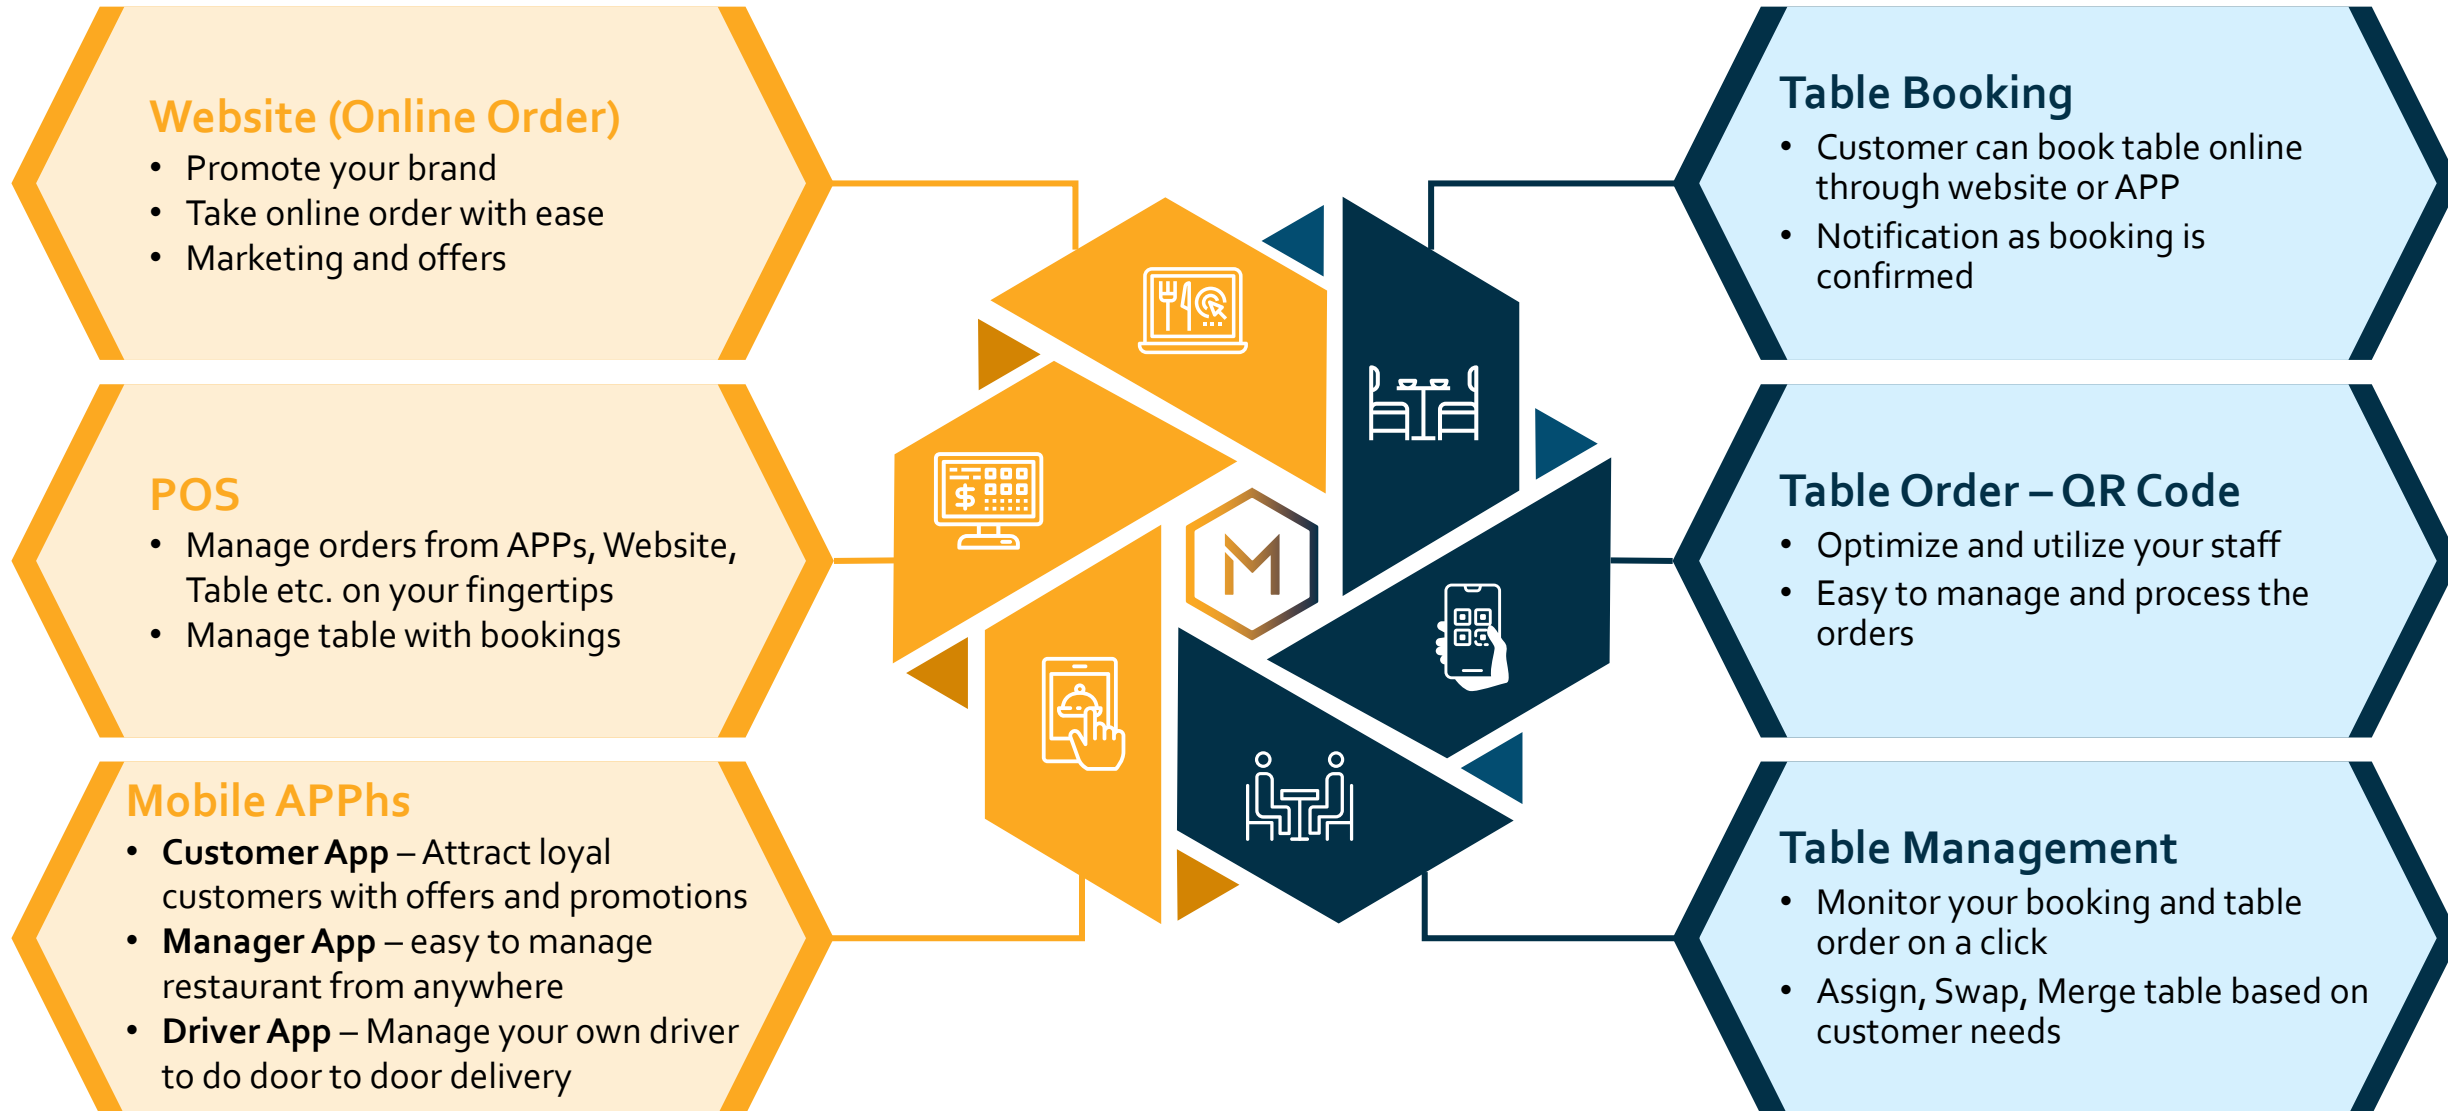 Website (Online Order)
• Promote your brand
• Take online order with ease
• Marketing and offers
POS
• Manage orders from APPs, Website,
Table etc. on your fingertips
• Manage table with bookings
Mobile APPhs
• Customer App – Attract loyal
customers with offers and promotions
• Manager App – easy to manage
restaurant from anywhere
• Driver App – Manage your own driver
to do door to door delivery
$
M
Table Booking
• Customer can book table online
through website or APP
• Notification as booking is
confirmed
Table Order – QR Code
• Optimize and utilize your staff
• Easy to manage and process the
orders
Table Management
• Monitor your booking and table
order on a click
• Assign, Swap, Merge table based on
customer needs